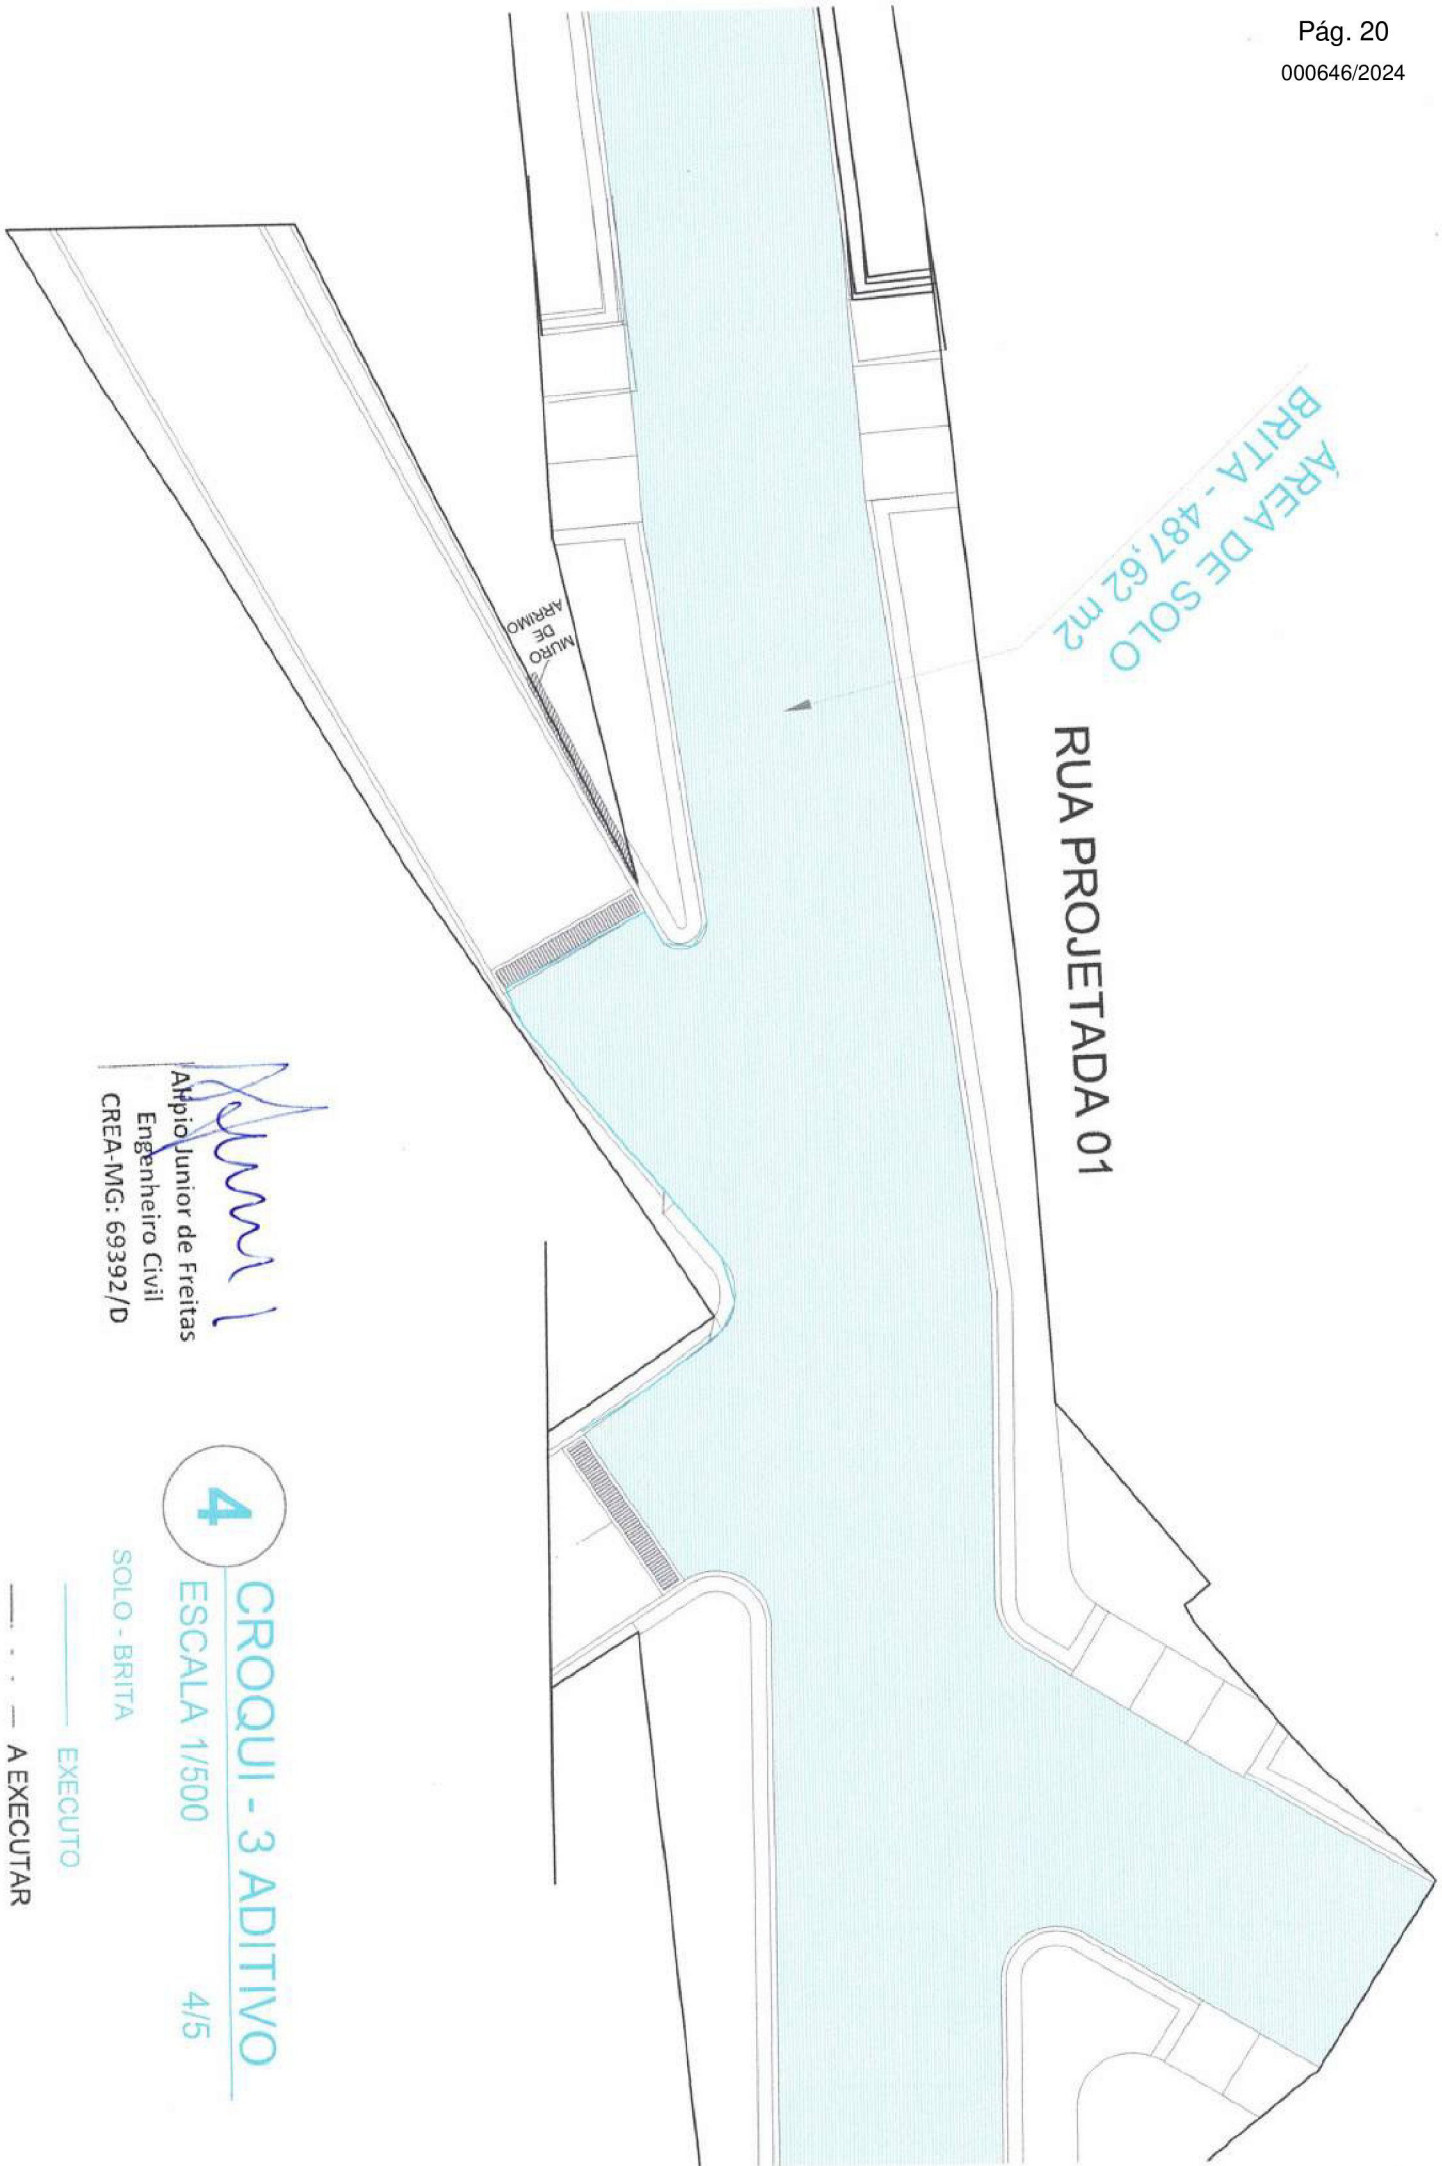 Pág. 20
000646/2024
ÁREA DE SOLO
BRITA - 487,62 m2
MURO
DE
ARRIMO
RUA PROJETADA 01
Alípio Junior de Freitas
Engenheiro Civil
CREA-MG: 69392/D
4
CROQUI - 3 ADITIVO
ESCALA 1/500
4/5
SOLO - BRITA
EXECUTO
A EXECUTAR